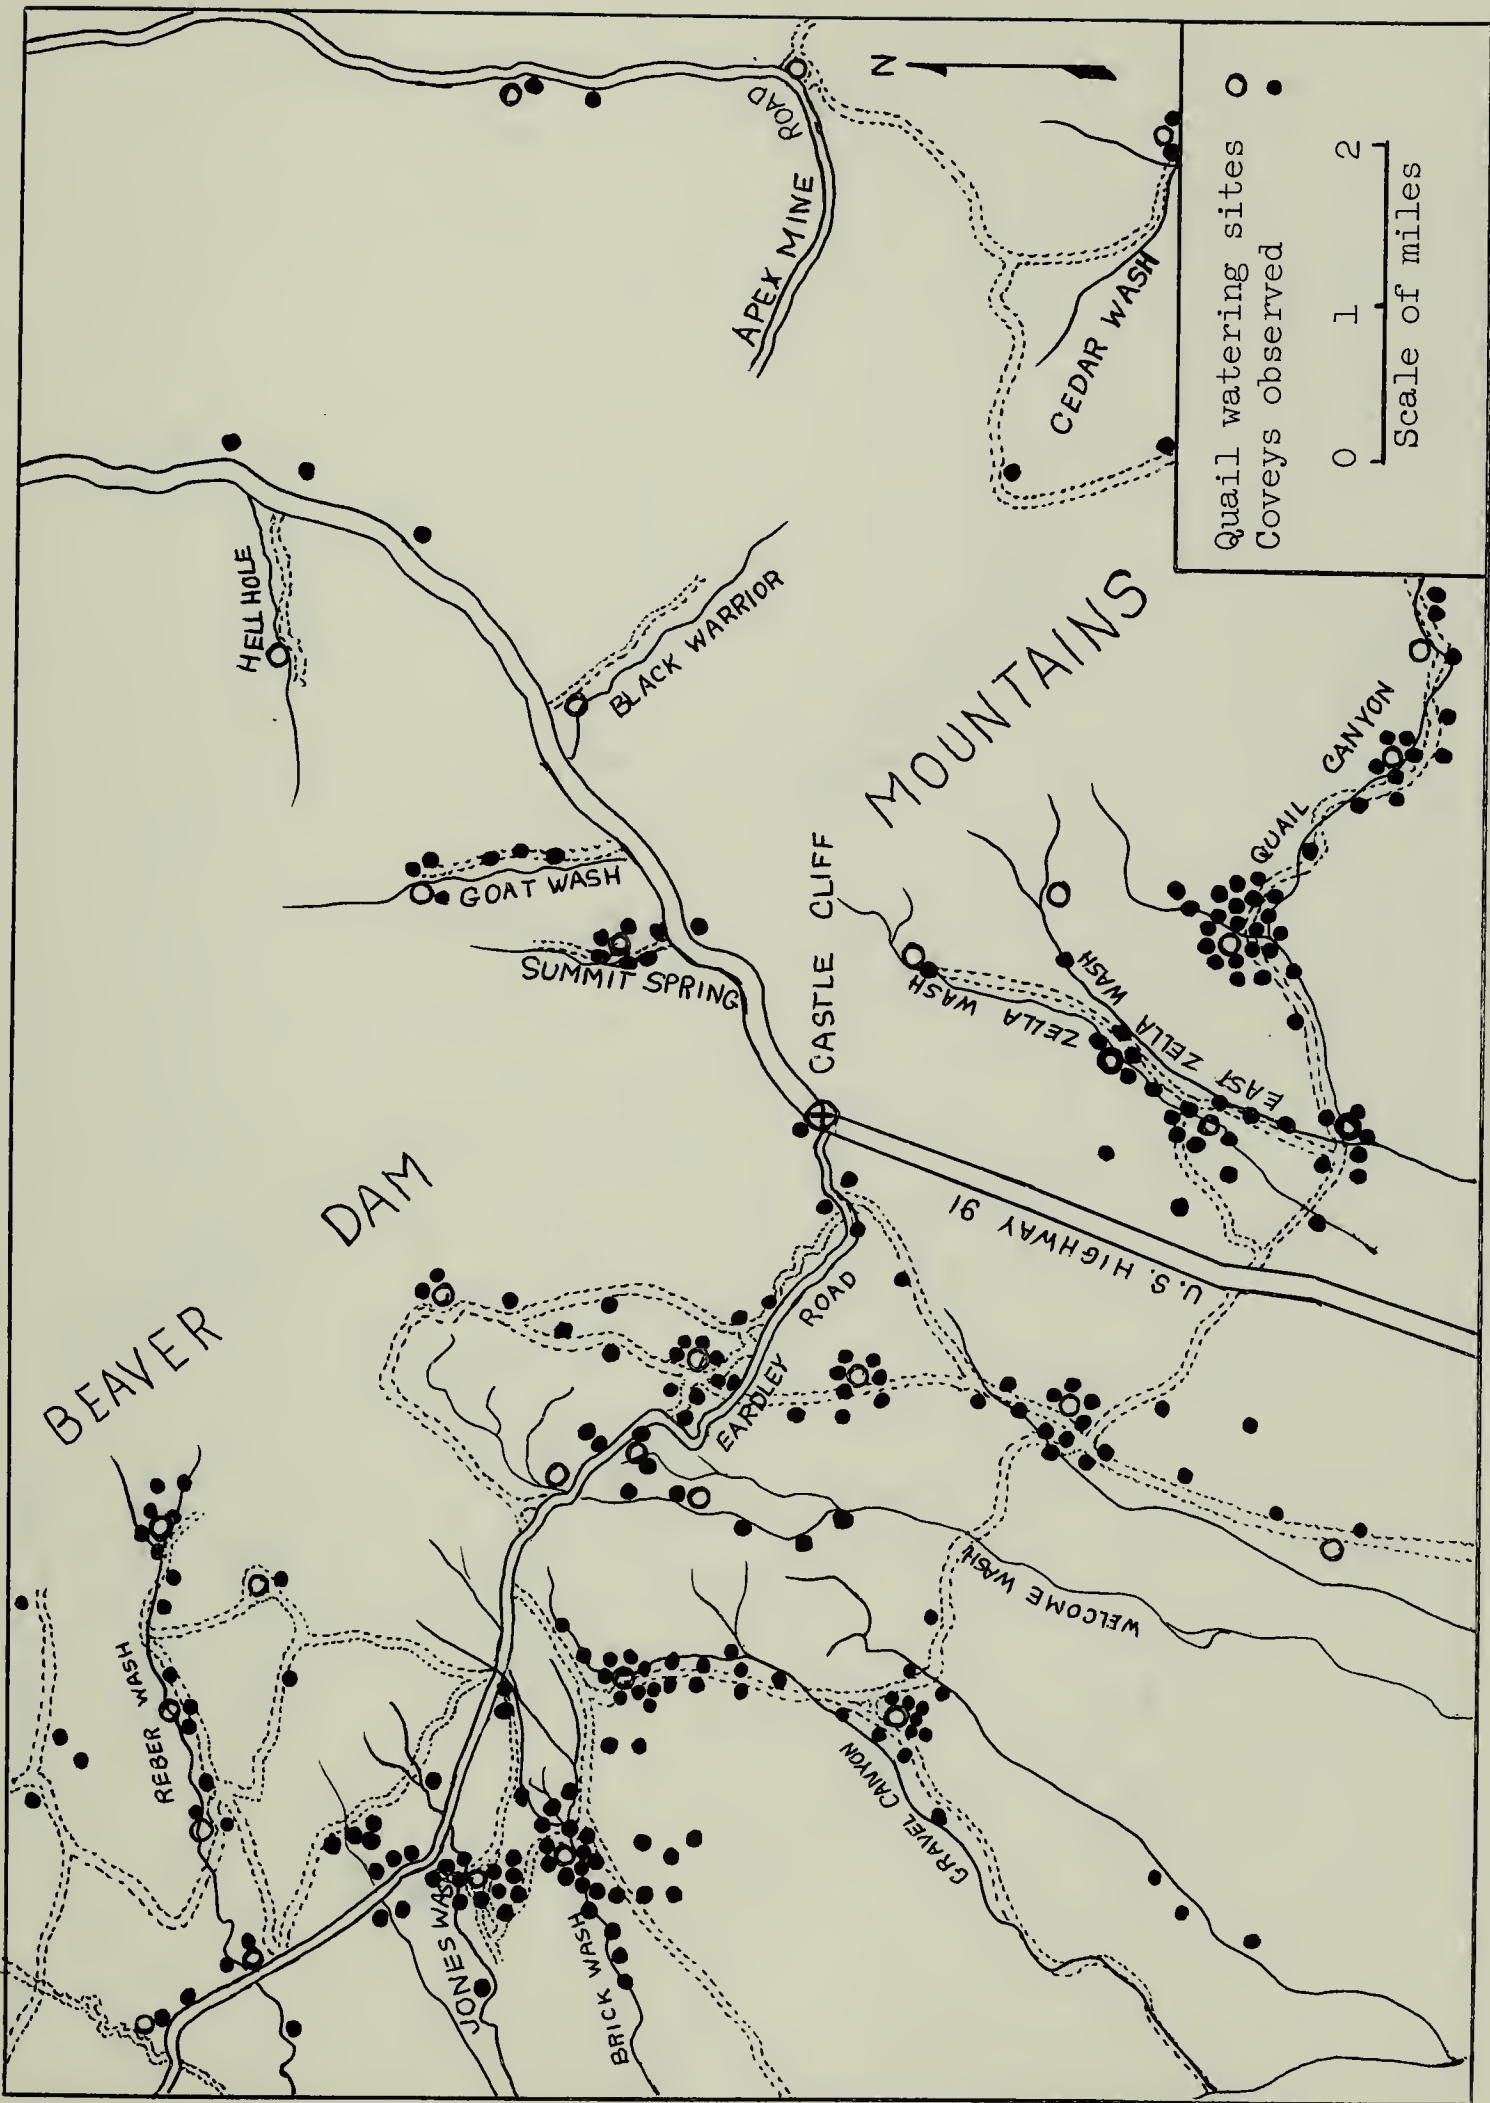 BEAVER
DAM
MOUNTAINS
REBER WASH
JONES WASH
BRICK WASH
GRAVEL CANYON
WELCOME WASH
EARDLEY
ROAD
U.S. HIGHWAY 91
CASTLE CLIFF
SUMMIT SPRING
GOAT WASH
HELL HOLE
BLACK WARRIOR
ZELLA WASH
EAST ZELLA WASH
QUAIL
CANYON
APEX MINE ROAD
ROAD
CEDAR WASH
N
Quail watering sites
Coveys observed
0 1 2
Scale of miles